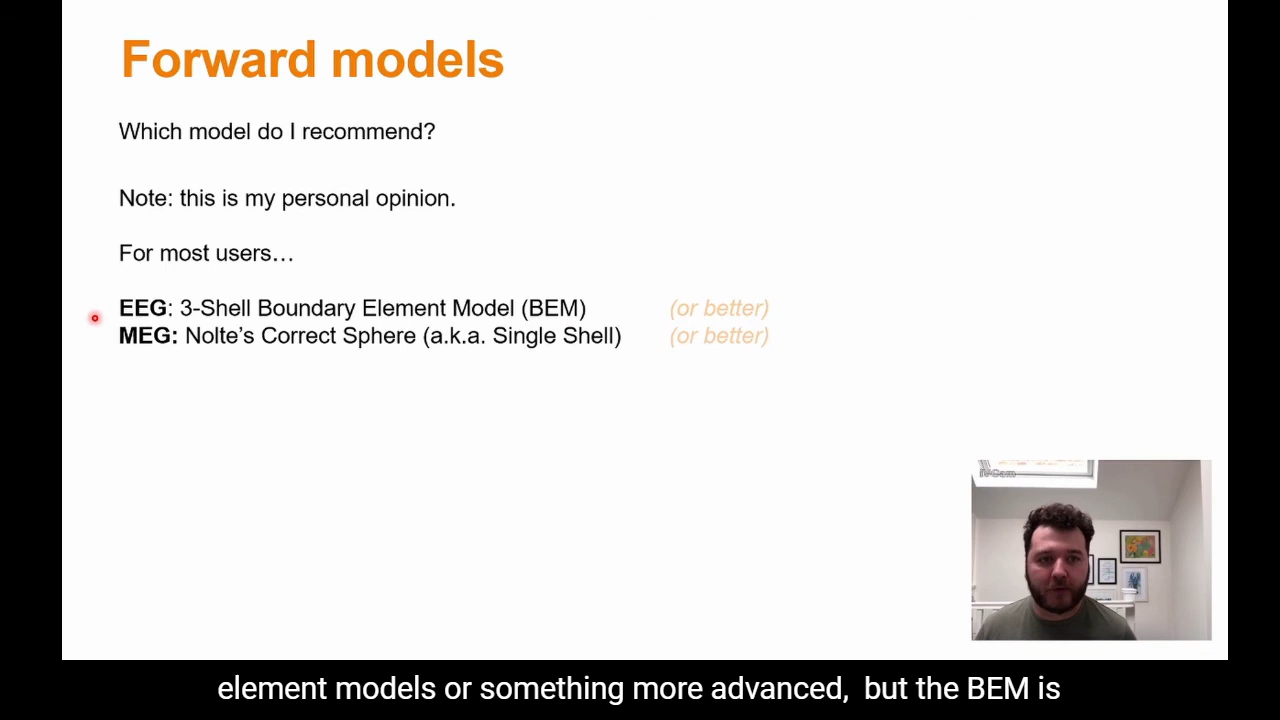 Forward models
Which model do I recommend?
Note: this is my personal opinion.
For most users…
EEG: 3-Shell Boundary Element Model (BEM) (or better)
MEG: Nolte’s Correct Sphere (a.k.a. Single Shell) (or better)
element models or something more advanced, but the BEM is